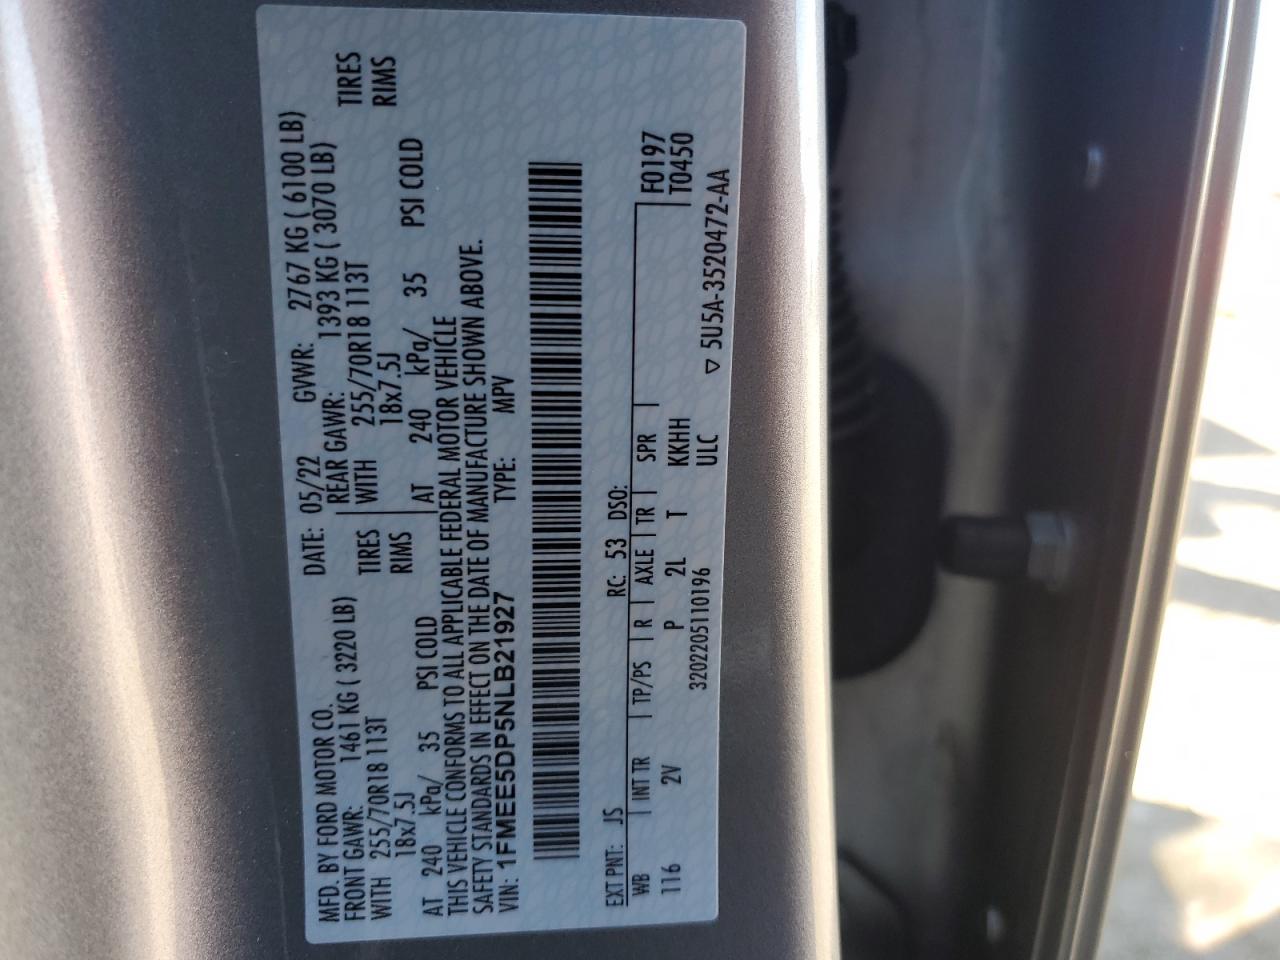 MFD. BY FORD MOTOR CO.
DATE: 05/22 GVWR: 2767 KG ( 6100 LB)
FRONT GAWR: 1461 KG ( 3220 LB)
REAR GAWR: 1393 KG ( 3070 LB)
WITH 255/70R18 113T TIRES
WITH 255/70R18 113T TIRES
18x7.5J RIMS
18x7.5J RIMS
AT 240 kPa/ 35 PSI COLD
AT 240 kPa/ 35 PSI COLD
THIS VEHICLE CONFORMS TO ALL APPLICABLE FEDERAL MOTOR VEHICLE
SAFETY STANDARDS IN EFFECT ON THE DATE OF MANUFACTURE SHOWN ABOVE.
VIN: 1FMEE5DP5NLB21927 TYPE: MPV
EXT PNT: JS RC: 53 DSO:
WB | INT TR | TP/PS | R | AXLE | TR | SPR | F0197
116 2V P 2L T KKHH T0450
3202205110196 ULC ▽ 5U5A-3520472-AA